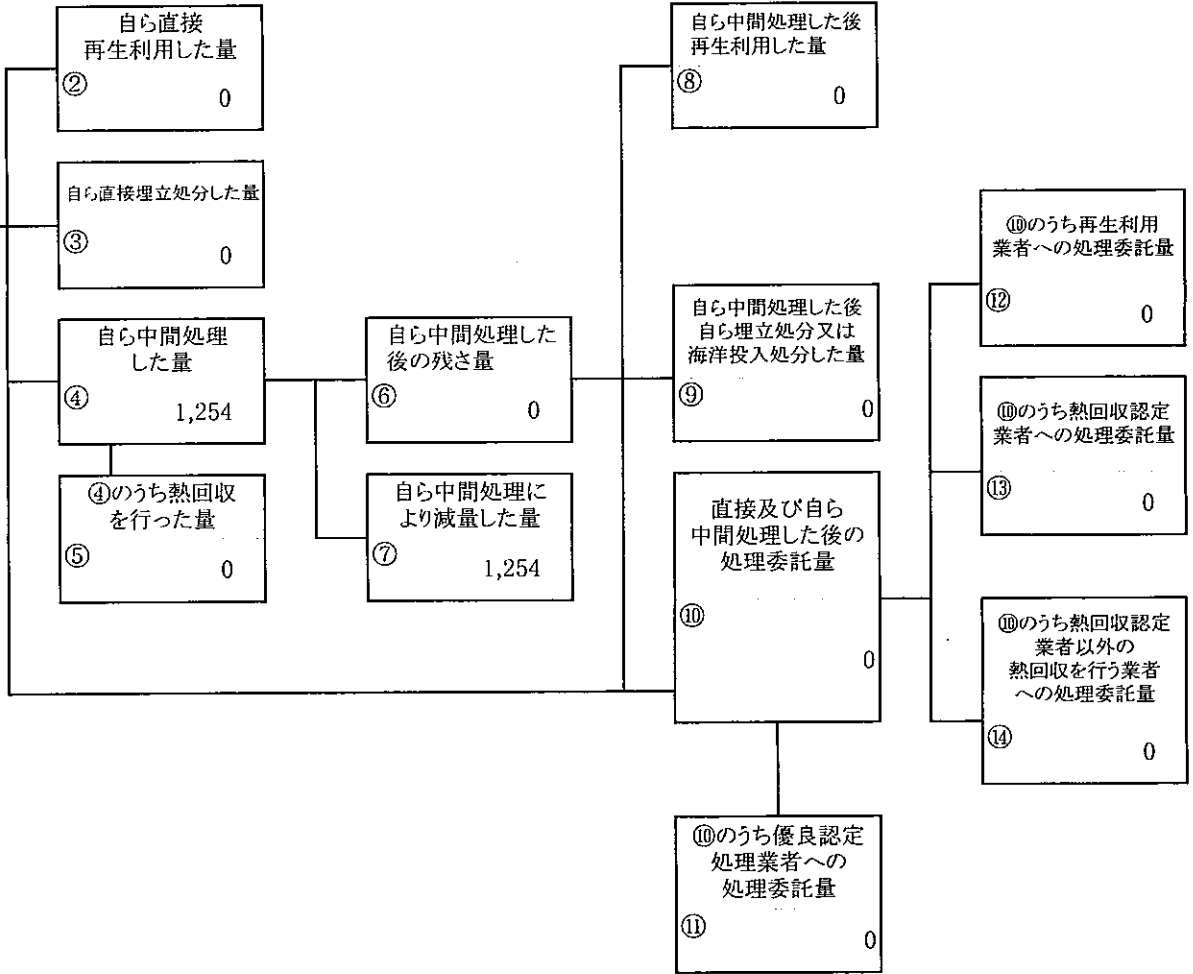 自ら直接
再生利用した量
②
0
自ら直接埋立処分した量
③
0
自ら中間処理
した量
④
1,254
④のうち熱回収
を行った量
⑤
0
自ら中間処理した
後の残さ量
⑥
0
自ら中間処理に
より減量した量
⑦
1,254
自ら中間処理した後
再生利用した量
⑧
0
自ら中間処理した後
自ら埋立処分又は
海洋投入処分した量
⑨
0
直接及び自ら
中間処理した後の
処理委託量
⑩
0
⑩のうち優良認定
処理業者への
処理委託量
⑪
0
⑩のうち再生利用
業者への処理委託量
⑫
0
⑩のうち熱回収認定
業者への処理委託量
⑬
0
⑩のうち熱回収認定
業者以外の
熱回収を行う業者
への処理委託量
⑭
0